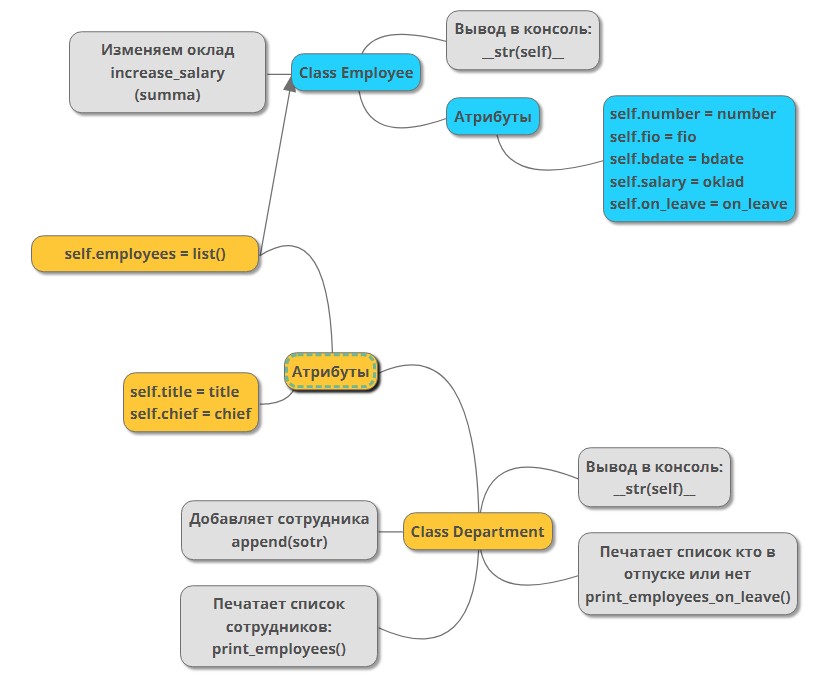 Изменяем оклад
increase_salary
(summa)
Class Employee
Вывод в консоль:
__str(self)__
Атрибуты
self.number = number
self.fio = fio
self.bdate = bdate
self.salary = oklad
self.on_leave = on_leave
self.employees = list()
Атрибуты
self.title = title
self.chief = chief
Class Department
Вывод в консоль:
__str(self)__
Добавляет сотрудника
append(sotr)
Печатает список кто в
отпуске или нет
print_employees_on_leave()
Печатает список
сотрудников:
print_employees()